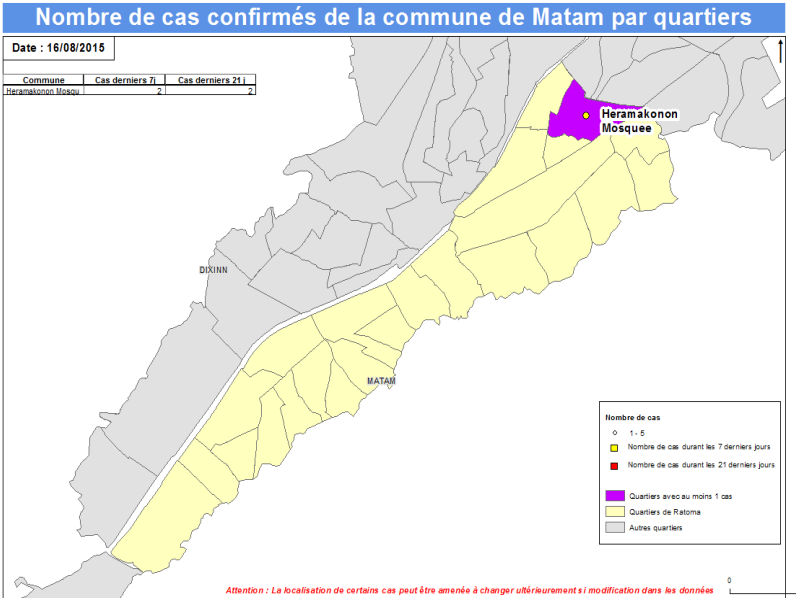 Nombre de cas confirmés de la commune de Matam par quartiers
Date : 16/08/2015
Commune Cas derniers 7j Cas derniers 21 j
Heramakonon Mosqu 2 2
Heramakonon
Mosquee
DIXINN
MATAM
Nombre de cas
1 - 5
Nombre de cas durant les 7 derniers jours
Nombre de cas durant les 21 derniers jours
Quartiers avec au moins 1 cas
Quartiers de Ratoma
Autres quartiers
Attention : La localisation de certains cas peut être amenée à changer ultérieurement si modification dans les données
0